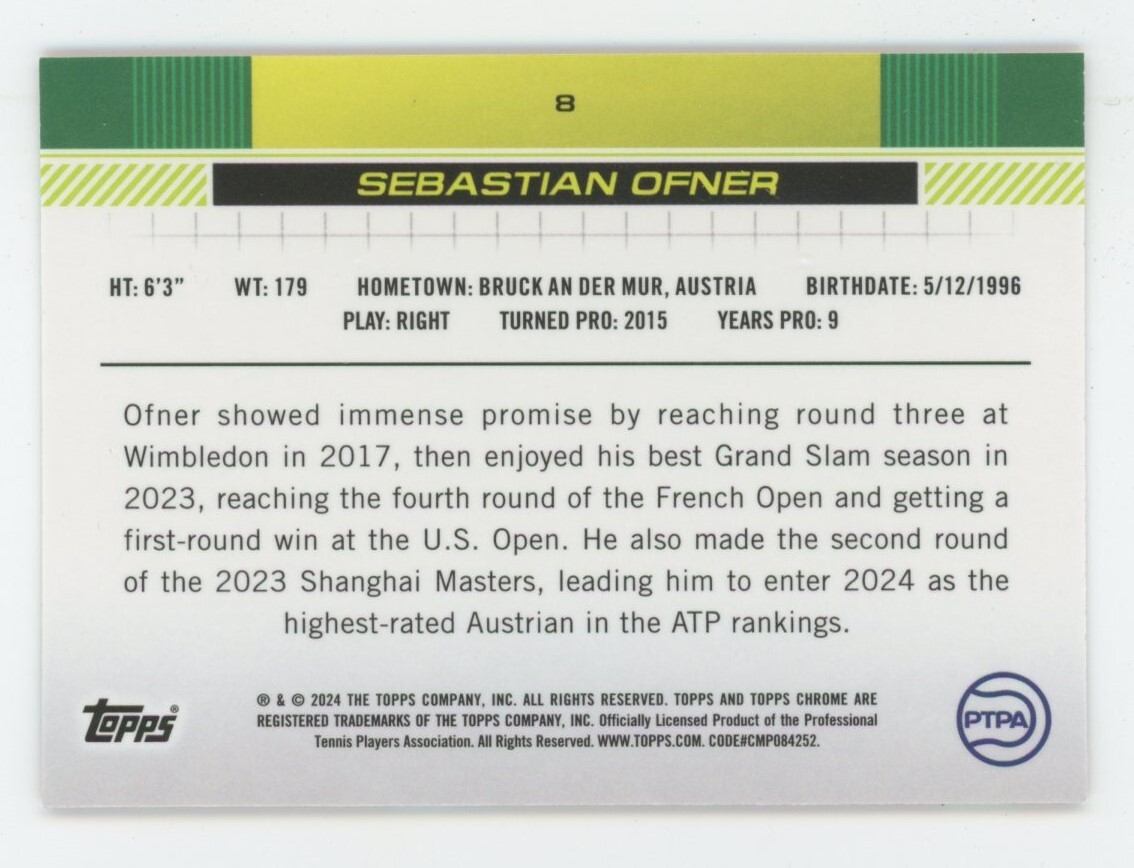 8
SEBASTIAN OFNER
HT: 6'3" WT: 179 HOMETOWN: BRUCK AN DER MUR, AUSTRIA BIRTHDATE: 5/12/1996
PLAY: RIGHT TURNED PRO: 2015 YEARS PRO: 9
Ofner showed immense promise by reaching round three at
Wimbledon in 2017, then enjoyed his best Grand Slam season in
2023, reaching the fourth round of the French Open and getting a
first-round win at the U.S. Open. He also made the second round
of the 2023 Shanghai Masters, leading him to enter 2024 as the
highest-rated Austrian in the ATP rankings.
Topps®
® & © 2024 THE TOPPS COMPANY, INC. ALL RIGHTS RESERVED. TOPPS AND TOPPS CHROME ARE
REGISTERED TRADEMARKS OF THE TOPPS COMPANY, INC. Officially Licensed Product of the Professional
Tennis Players Association. All Rights Reserved. WWW.TOPPS.COM. CODE#CMP084252.
PTPA